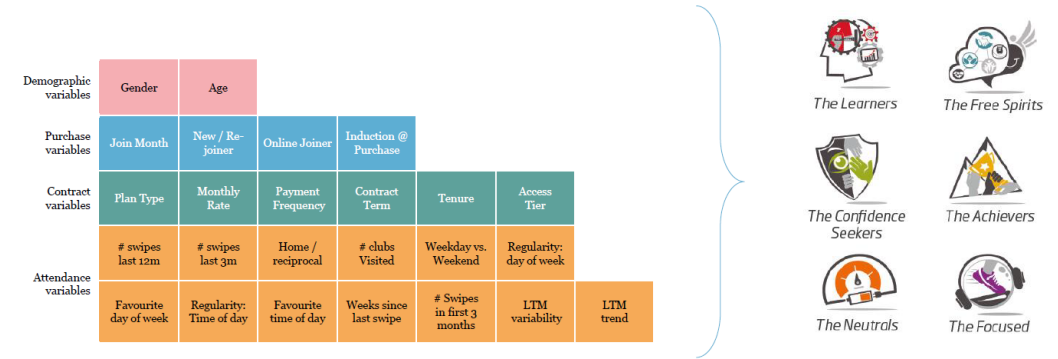 Demographic
variables
Gender
Age
Purchase
variables
Join Month
New / Re-
joiner
Online Joiner
Induction @
Purchase
Contract
variables
Plan Type
Monthly
Rate
Payment
Frequency
Contract
Term
Tenure
Access
Tier
Attendance
variables
# swipes
last 12m
# swipes
last 3m
Home /
reciprocal
# clubs
Visited
Weekday vs.
Weekend
Regularity:
day of week
Favourite
day of week
Regularity:
Time of day
Favourite
time of day
Weeks since
last swipe
# Swipes
in first 3
months
LTM
variability
LTM
trend
The Learners
The Free Spirits
The Confidence
Seekers
The Achievers
The Neutrals
The Focused